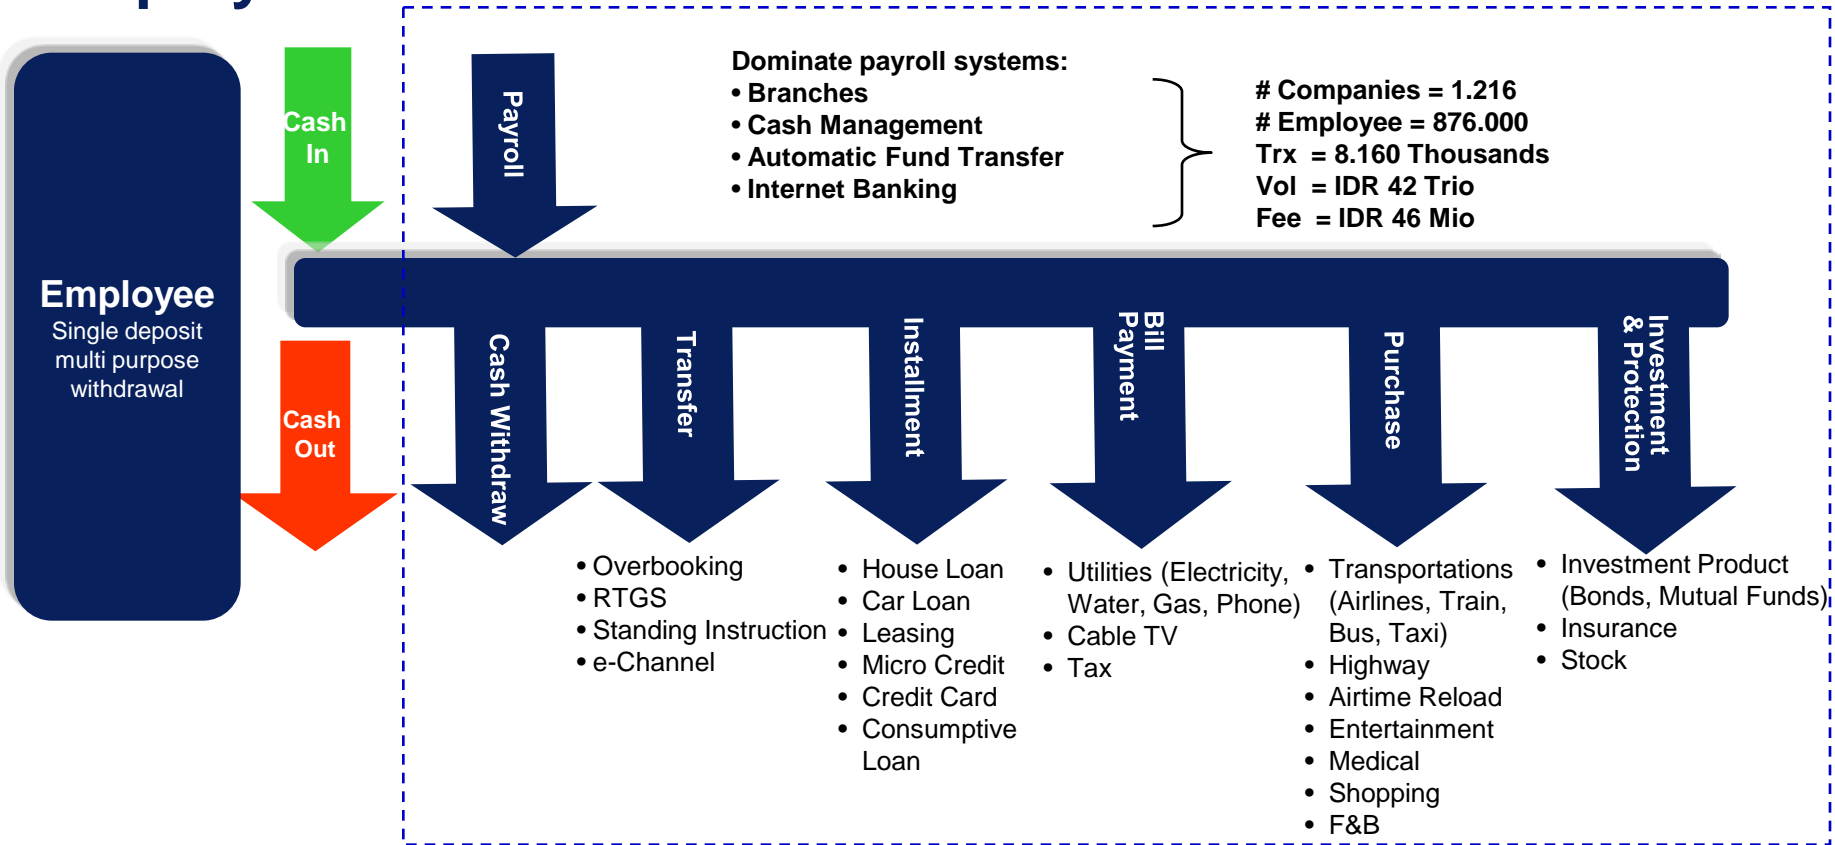 Dominate payroll systems:
• Branches
• Cash Management
• Automatic Fund Transfer
• Internet Banking
# Companies = 1.216
# Employee = 876.000
Trx = 8.160 Thousands
Vol = IDR 42 Trio
Fee = IDR 46 Mio
Cash
In
Payroll
Employee
Single deposit
multi purpose
withdrawal
Cash
Out
Cash Withdraw
Transfer
Installment
Bill
Payment
Purchase
Investment
& Protection
• Overbooking
• RTGS
• Standing Instruction
• e-Channel
• House Loan
• Car Loan
• Leasing
• Micro Credit
• Credit Card
• Consumptive
Loan
• Utilities (Electricity,
Water, Gas, Phone)
• Cable TV
• Tax
• Transportations
(Airlines, Train,
Bus, Taxi)
• Highway
• Airtime Reload
• Entertainment
• Medical
• Shopping
• F&B
• Investment Product
(Bonds, Mutual Funds)
• Insurance
• Stock